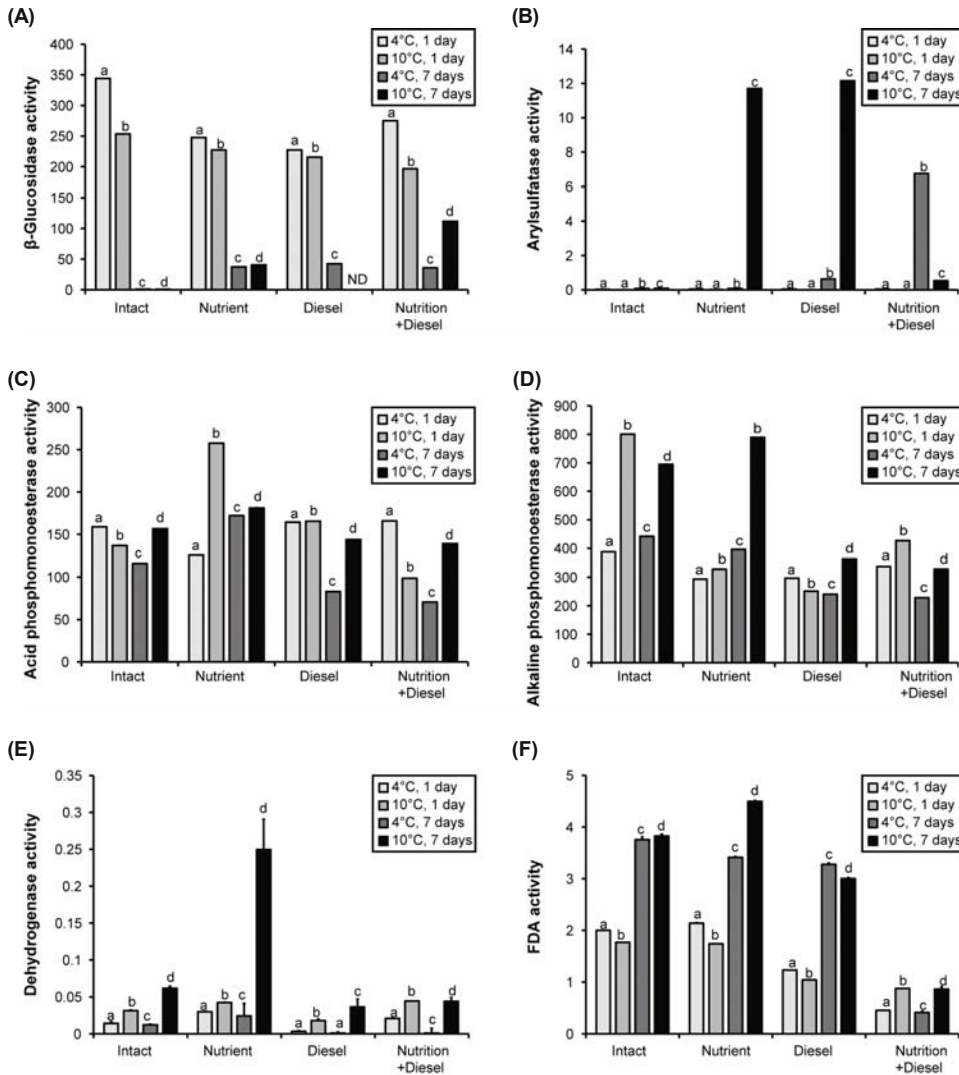 (A)
β-Glucosidase activity
400
350
300
250
200
150
100
50
0
4°C, 1 day
10°C, 1 day
4°C, 7 days
10°C, 7 days
a
b
c
d
a
b
c
d
a
b
c
ND
a
b
c
d
Intact
Nutrient
Diesel
Nutrition
+Diesel
(B)
Arylsulfatase activity
14
12
10
8
6
4
2
0
4°C, 1 day
10°C, 1 day
4°C, 7 days
10°C, 7 days
a
a
b
b
a
a
b
c
a
a
b
c
a
a
b
c
Intact
Nutrient
Diesel
Nutrition
+Diesel
(C)
Acid phosphomonoesterase activity
300
250
200
150
100
50
0
4°C, 1 day
10°C, 1 day
4°C, 7 days
10°C, 7 days
a
b
c
d
a
b
c
d
a
b
c
d
a
b
c
d
Intact
Nutrient
Diesel
Nutrition
+Diesel
(D)
Alkaline phosphomonoesterase activity
900
800
700
600
500
400
300
200
100
0
4°C, 1 day
10°C, 1 day
4°C, 7 days
10°C, 7 days
a
b
c
d
a
b
c
b
a
b
c
d
a
b
c
d
Intact
Nutrient
Diesel
Nutrition
+Diesel
(E)
Dehydrogenase activity
0.35
0.3
0.25
0.2
0.15
0.1
0.05
0
4°C, 1 day
10°C, 1 day
4°C, 7 days
10°C, 7 days
a
b
c
d
a
b
c
d
a
b
a
c
a
b
c
d
Intact
Nutrient
Diesel
Nutrition
+Diesel
(F)
FDA activity
5
4
3
2
1
0
4°C, 1 day
10°C, 1 day
4°C, 7 days
10°C, 7 days
a
b
c
d
a
b
c
d
a
b
c
d
a
b
c
d
Intact
Nutrient
Diesel
Nutrition
+Diesel